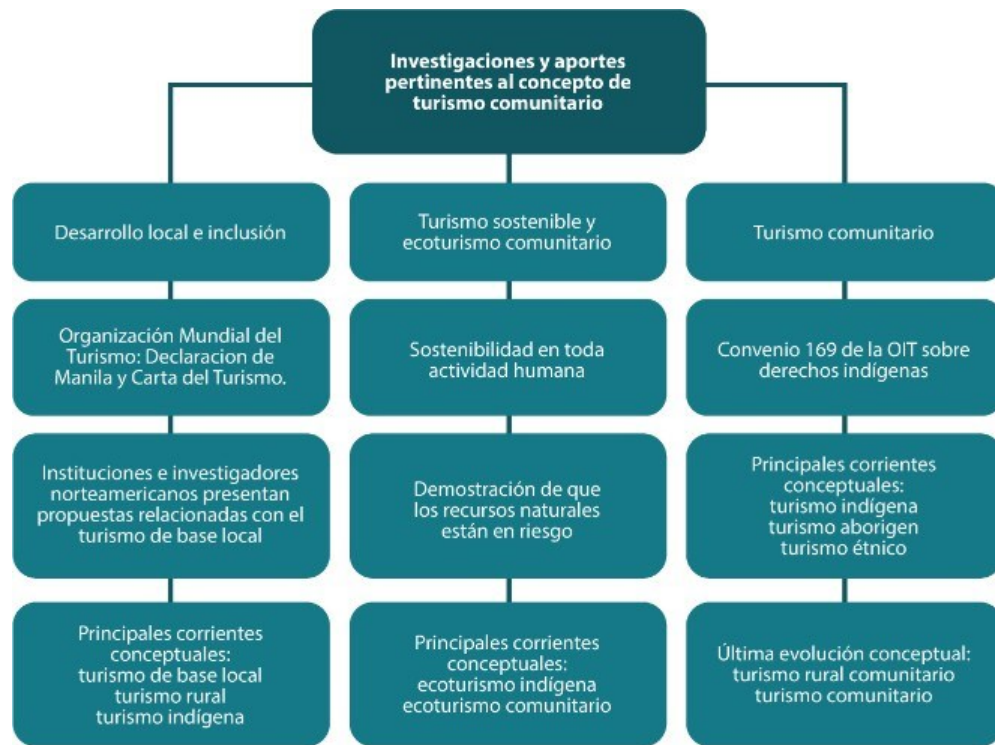 Investigaciones y aportes
pertinentes al concepto de
turismo comunitario
Desarrollo local e inclusión
Organización Mundial del
Turismo: Declaracion de
Manila y Carta del Turismo.
Instituciones e investigadores
norteamericanos presentan
propuestas relacionadas con el
turismo de base local
Principales corrientes
conceptuales:
turismo de base local
turismo rural
turismo indígena
Turismo sostenible y
ecoturismo comunitario
Sostenibilidad en toda
actividad humana
Demostración de que
los recursos naturales
están en riesgo
Principales corrientes
conceptuales:
ecoturismo indígena
ecoturismo comunitario
Turismo comunitario
Convenio 169 de la OIT sobre
derechos indígenas
Principales corrientes
conceptuales:
turismo indígena
turismo aborigen
turismo étnico
Última evolución conceptual:
turismo rural comunitario
turismo comunitario